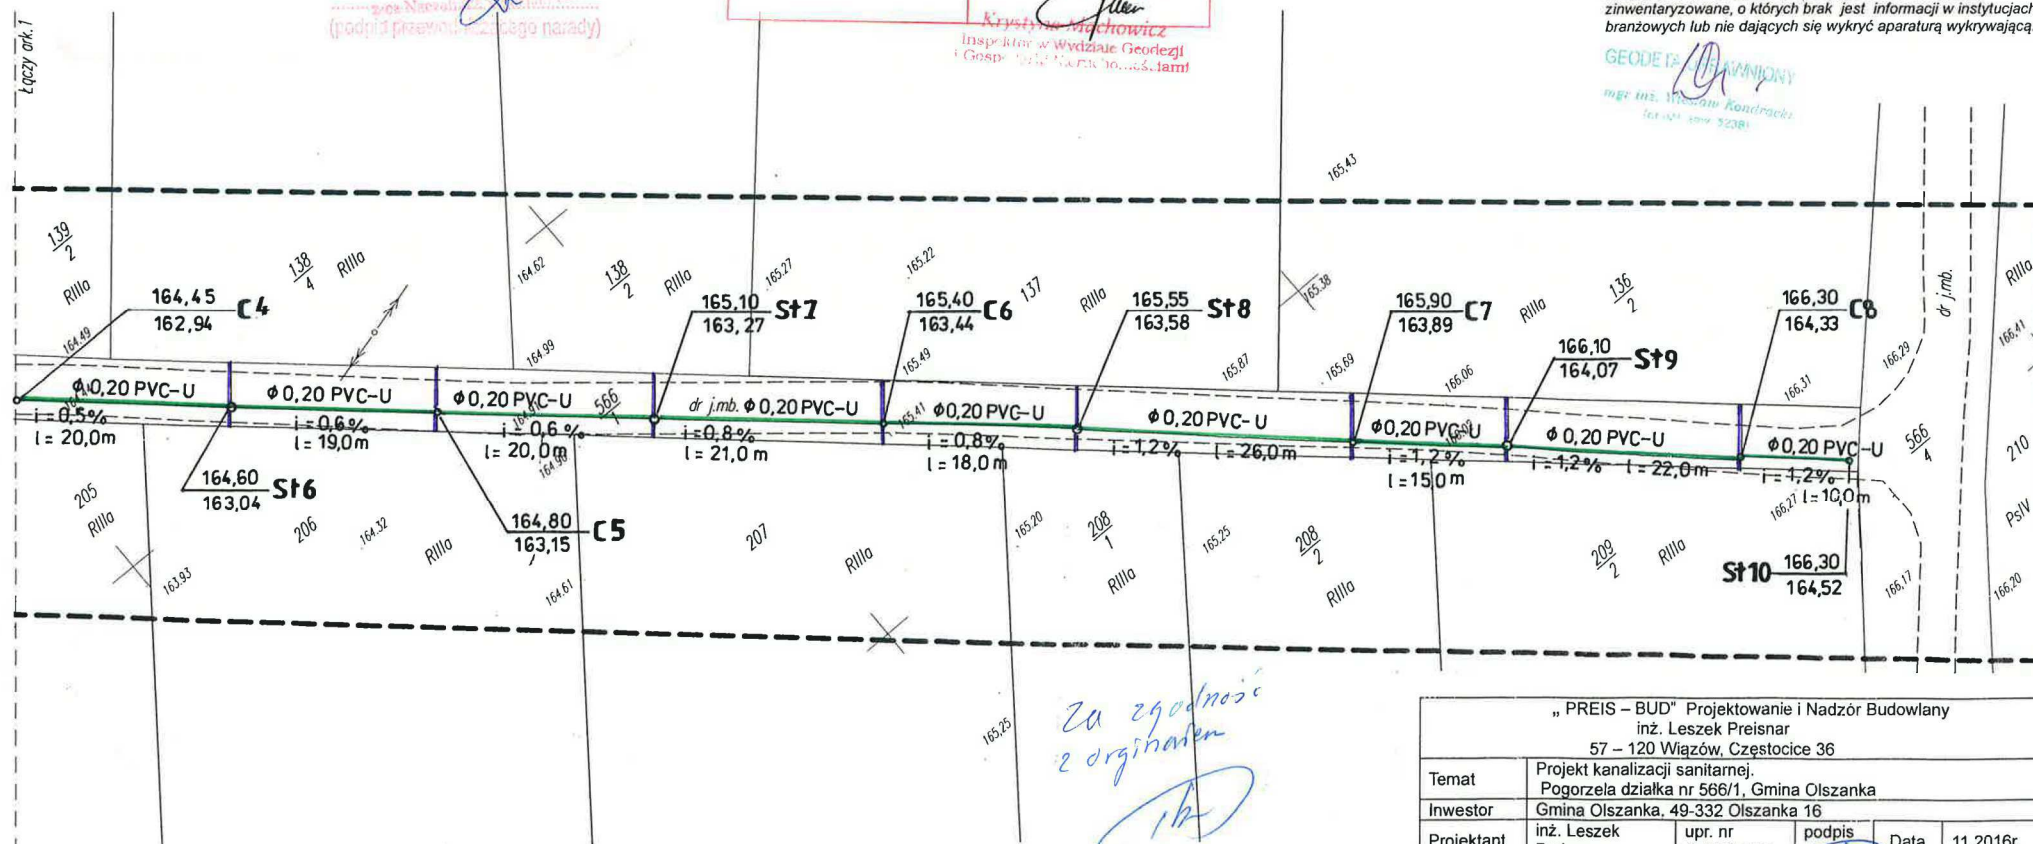 (podpis przewodniczącego narady)
Krystyna Machowicz
Inspektor w Wydziale Geodezji
zinwentaryzowane, o których brak jest informacji w instytucjach
branżowych lub nie dających się wykryć aparaturą wykrywającą
GEODETA UPRAWNIONY
mgr inż. Wiesław Kondracki
Łączy ark.1
165,43
139/2
RIIIa
138/4
RIIIa
164,62
138/2
RIIIa
165,27
165,22
137
RIIIa
165,38
RIIIa
136/2
dr j.mb.
RIIIa
166,41
164,45
162,94
C4
165,10
163,27
St7
165,40
163,44
C6
165,55
163,58
St8
165,90
163,89
C7
166,10
164,07
St9
166,30
164,33
C8
164,49
164,99
165,49
165,87
165,69
166,06
166,31
166,29
ϕ0,20 PVC-U
ϕ0,20 PVC-U
ϕ0,20 PVC-U
566/1
dr j.mb.
ϕ0,20 PVC-U
165,41
ϕ0,20 PVC-U
ϕ0,20 PVC-U
ϕ0,20 PVC-U
ϕ0,20 PVC-U
ϕ0,20 PVC-U
566/4
210
i=0,5%
l=20,0m
i=0,6%
l=19,0m
i=0,6%
l=20,0m
i=0,8%
l=21,0m
i=0,8%
l=18,0m
i=1,2%
l=26,0m
i=1,2%
l=15,0m
i=1,2%
l=22,0m
i=1,2%
l=10,0m
164,60
163,04
St6
164,80
163,15
C5
St10
166,30
164,52
205
RIIIa
206
164,32
RIIIa
207
RIIIa
165,20
208/1
RIIIa
165,25
208/2
RIIIa
209/2
RIIIa
166,27
166,17
166,20
PsIV
163,93
164,61
165,25
Za zgodność
z orginałem
„ PREIS – BUD" Projektowanie i Nadzór Budowlany
inż. Leszek Preisnar
57 – 120 Wiązów, Częstocice 36
Temat
Projekt kanalizacji sanitarnej.
Pogorzela działka nr 566/1, Gmina Olszanka
Inwestor
Gmina Olszanka, 49-332 Olszanka 16
Projektant
inż. Leszek
upr. nr
podpis
Data
11.2016r